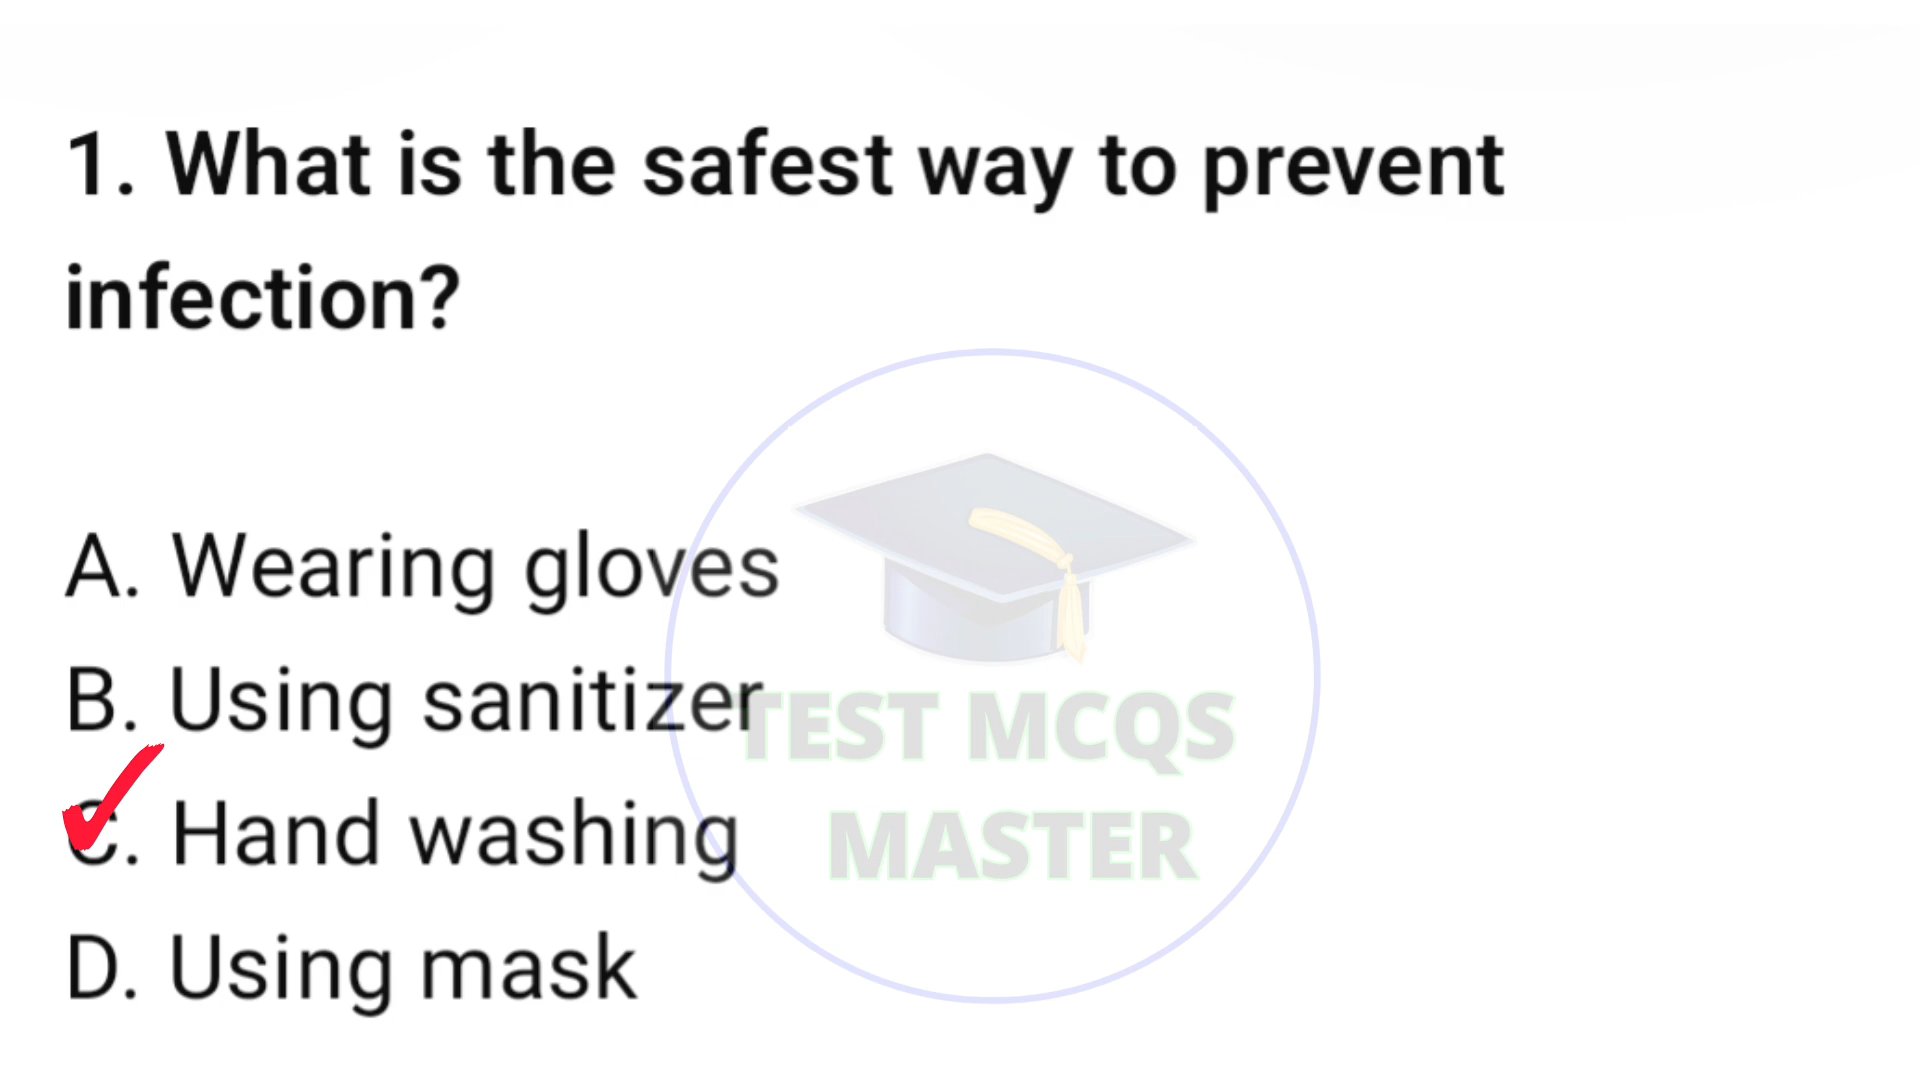 1. What is the safest way to prevent
infection?
A. Wearing gloves
B. Using sanitizer
C. Hand washing
D. Using mask
TEST MCQS
MASTER